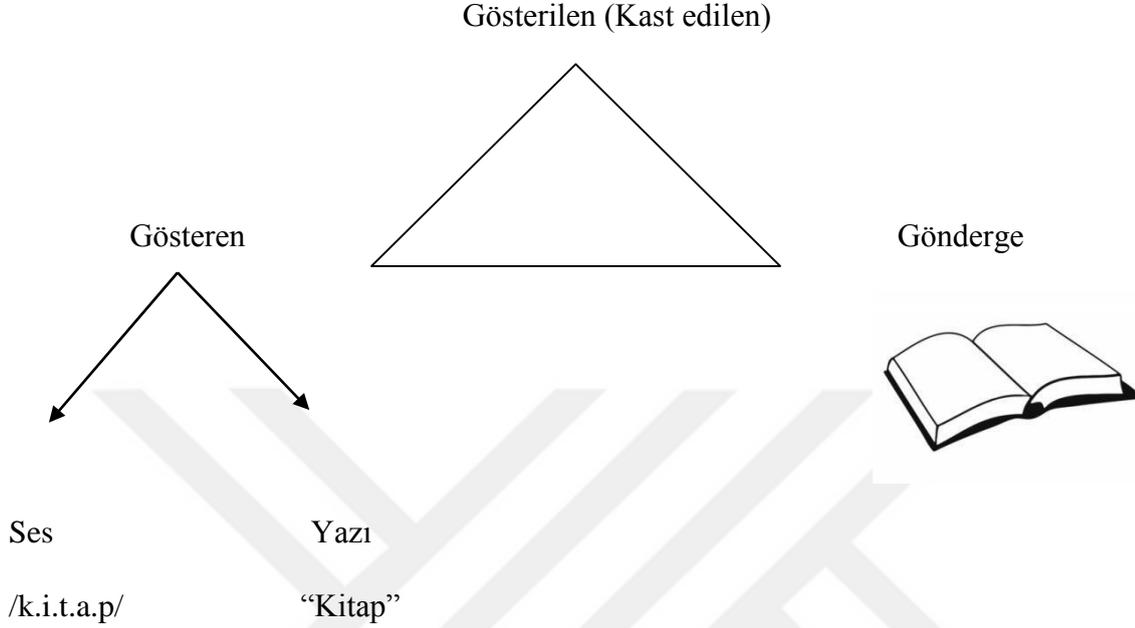 Gösterilen (Kast edilen)
Gösteren
Gönderge
Ses
Yazı
/k.i.t.a.p/
“Kitap”